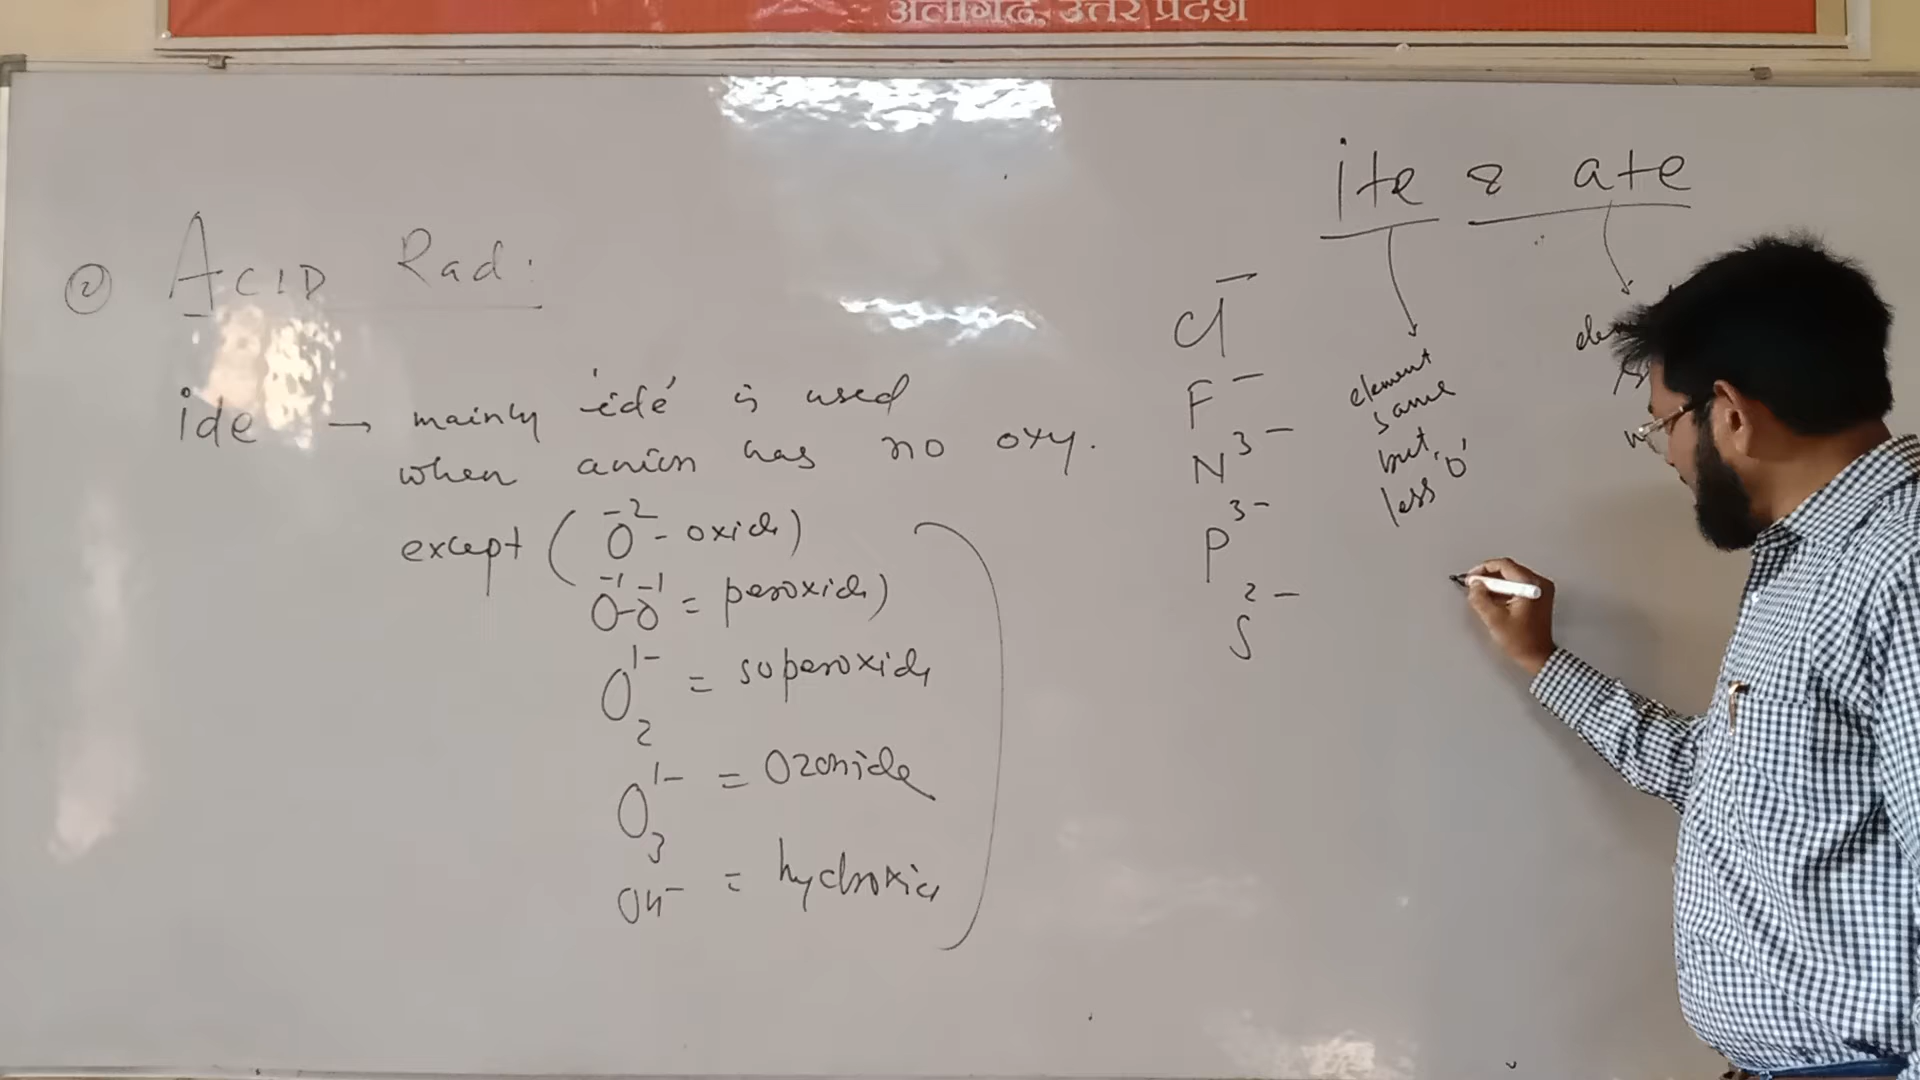 अलीगढ़, उत्तर प्रदेश
② ACID Rad:
ide → mainly 'ide' is used
when anion has no oxy.
except ( O⁻² - oxide)
O⁻¹-O⁻¹ = peroxide)
O₂¹⁻ = superoxide
O₃¹⁻ = Ozonide
OH⁻ = hydroxide
Cl⁻
F⁻
N³⁻
P³⁻
S²⁻
ite & ate
element
same
but
less 'O'